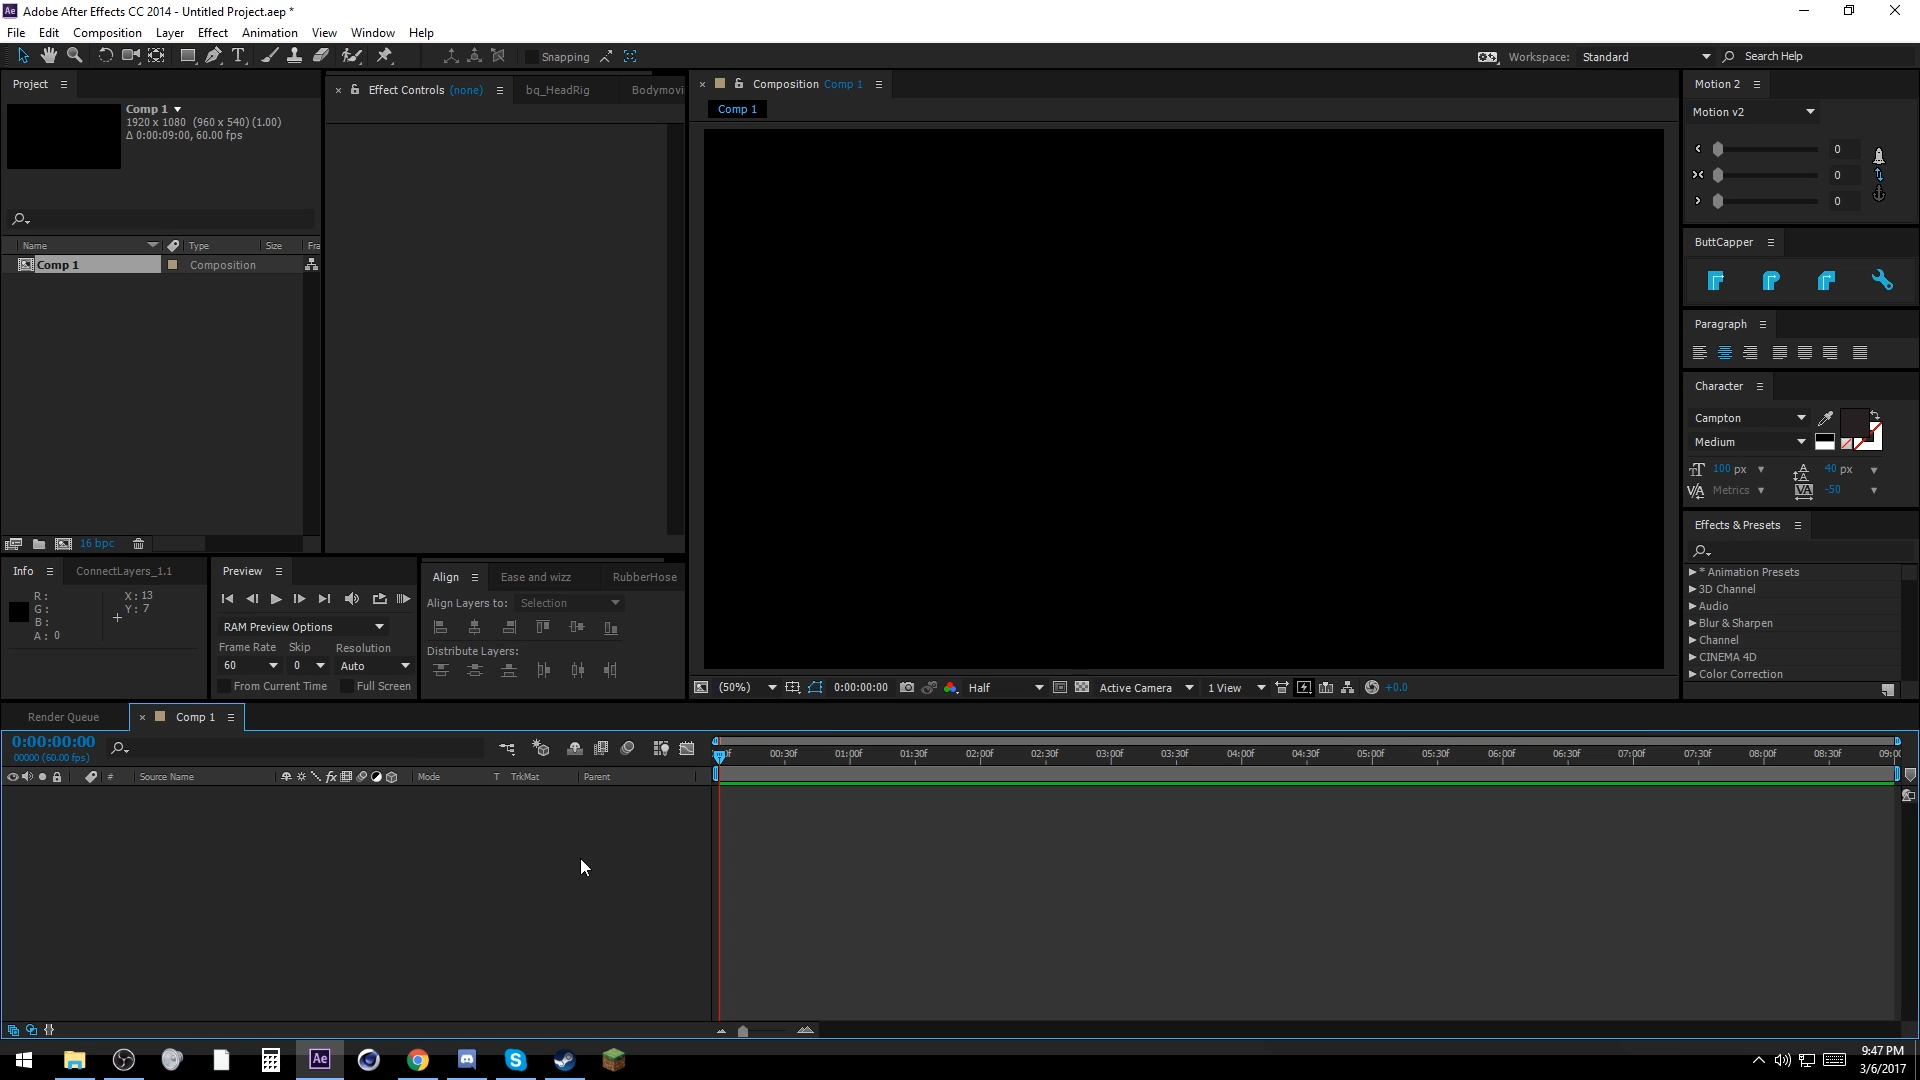 Ae Adobe After Effects CC 2014 - Untitled Project.aep *
File Edit Composition Layer Effect Animation View Window Help
Snapping
Workspace: Standard
Search Help
Project
Comp 1
1920 x 1080 (960 x 540) (1.00)
Δ 0:00:09:00, 60.00 fps
Name Type Size Fra
Comp 1 Composition
16 bpc
Effect Controls (none) bq_HeadRig Bodymovi
Composition Comp 1
Comp 1
(50%) 0:00:00:00 Half Active Camera 1 View +0.0
Motion 2
Motion v2
0
0
0
ButtCapper
Paragraph
Character
Campton
Medium
100 px 40 px
Metrics -50
Effects & Presets
* Animation Presets
3D Channel
Audio
Blur & Sharpen
Channel
CINEMA 4D
Color Correction
Info ConnectLayers_1.1
R:
G:
B:
A: 0
X: 13
Y: 7
Preview
RAM Preview Options
Frame Rate Skip Resolution
60 0 Auto
From Current Time Full Screen
Align Ease and wizz RubberHose
Align Layers to: Selection
Distribute Layers:
Render Queue Comp 1
0:00:00:00
00000 (60.00 fps)
# Source Name Mode T TrkMat Parent
00:30f 01:00f 01:30f 02:00f 02:30f 03:00f 03:30f 04:00f 04:30f 05:00f 05:30f 06:00f 06:30f 07:00f 07:30f 08:00f 08:30f 09:00
Ae
9:47 PM
3/6/2017